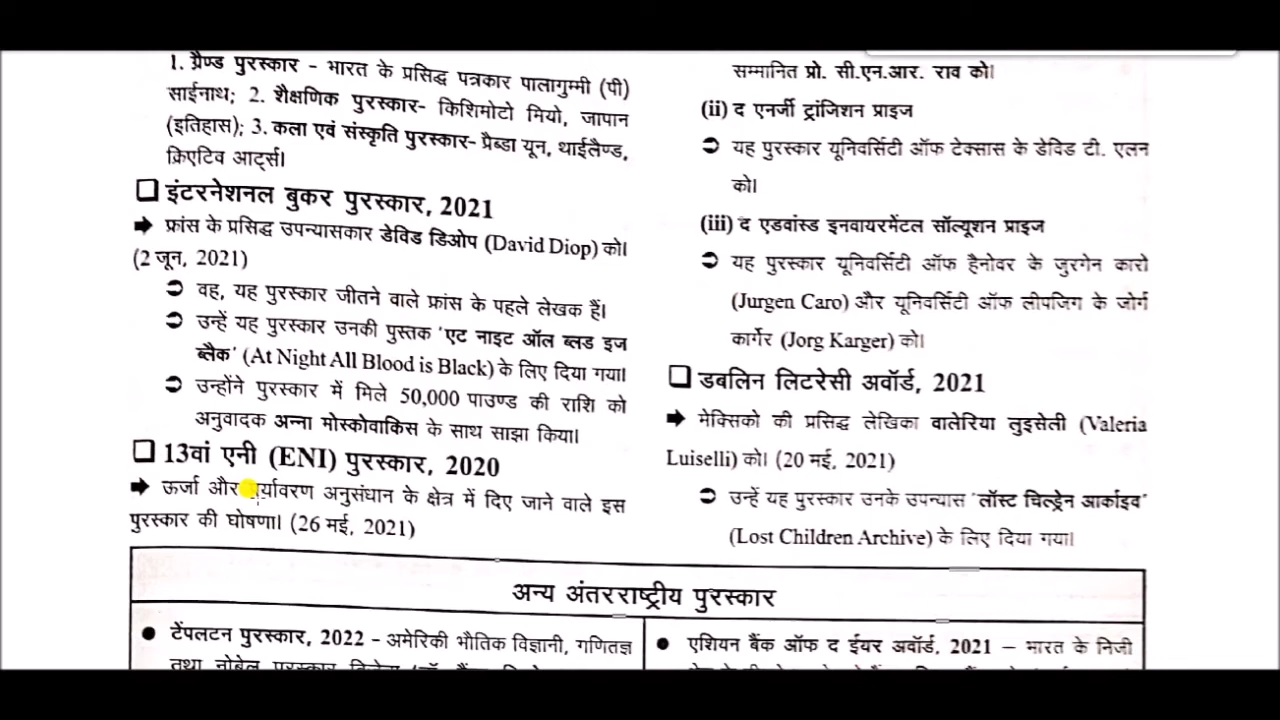 1. ग्रैण्ड पुरस्कार - भारत के प्रसिद्ध पत्रकार पालागुम्मी (पी)
साईनाथ; 2. शैक्षणिक पुरस्कार- किशिमोटो मियो, जापान
(इतिहास); 3. कला एवं संस्कृति पुरस्कार- प्रैब्डा यून, थाईलैण्ड,
क्रिएटिव आर्ट्स।
इंटरनेशनल बुकर पुरस्कार, 2021
फ्रांस के प्रसिद्ध उपन्यासकार डेविड डिओप (David Diop) को।
(2 जून, 2021)
वह, यह पुरस्कार जीतने वाले फ्रांस के पहले लेखक हैं।
उन्हें यह पुरस्कार उनकी पुस्तक 'एट नाइट ऑल ब्लड इज
ब्लैक' (At Night All Blood is Black) के लिए दिया गया।
उन्होंने पुरस्कार में मिले 50,000 पाउण्ड की राशि को
अनुवादक अन्ना मोस्कोवाकिस के साथ साझा किया।
13वां एनी (ENI) पुरस्कार, 2020
ऊर्जा और पर्यावरण अनुसंधान के क्षेत्र में दिए जाने वाले इस
पुरस्कार की घोषणा। (26 मई, 2021)
सम्मानित प्रो. सी.एन.आर. राव को।
(ii) द एनर्जी ट्रांजिशन प्राइज
यह पुरस्कार यूनिवर्सिटी ऑफ टेक्सास के डेविड टी. एलन
को।
(iii) द एडवांस्ड इनवायरमेंटल सॉल्यूशन प्राइज
यह पुरस्कार यूनिवर्सिटी ऑफ हैनोवर के जुरगेन कारो
(Jurgen Caro) और यूनिवर्सिटी ऑफ लीपजिग के जोर्ग
कार्गेर (Jorg Karger) को।
डबलिन लिटरेसी अवॉर्ड, 2021
मेक्सिको की प्रसिद्ध लेखिका वालेरिया लुइसेली (Valeria
Luiselli) को। (20 मई, 2021)
उन्हें यह पुरस्कार उनके उपन्यास 'लॉस्ट चिल्ड्रेन आर्काइव'
(Lost Children Archive) के लिए दिया गया।
अन्य अंतरराष्ट्रीय पुरस्कार
● टेंपलटन पुरस्कार, 2022 - अमेरिकी भौतिक विज्ञानी, गणितज्ञ
तथा नोबेल पुरस्कार
● एशियन बैंक ऑफ द ईयर अवॉर्ड, 2021 – भारत के निजी